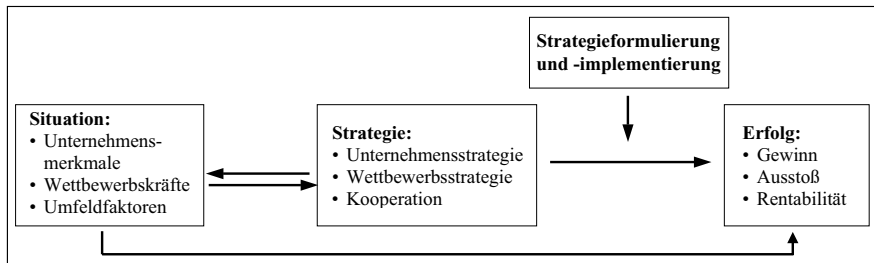 Strategieformulierung
und -implementierung
Situation:
• Unternehmens-
merkmale
• Wettbewerbskräfte
• Umfeldfaktoren
Strategie:
• Unternehmensstrategie
• Wettbewerbsstrategie
• Kooperation
Erfolg:
• Gewinn
• Ausstoß
• Rentabilität